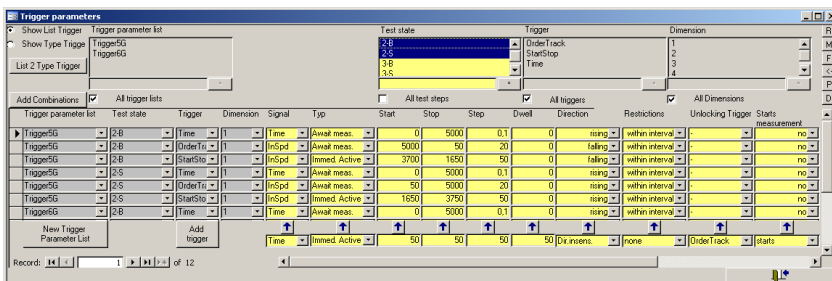 Trigger parameters
Show List Trigger Trigger parameter list Test state Trigger Dimension R
Show Type Trigge Trigger5G 2-B OrderTrack 1 M
Trigger6G 2-S StartStop 2
List 2 Type Trigger 3-B Time 3 F
3-S 4 <-
P
Add Combinations All trigger lists All test steps All triggers All Dimensions D
Trigger parameter list Test state Trigger Dimension Signal Typ Start Stop Step Dwell Direction Restrictions Unlocking Trigger Starts measurement
Trigger5G 2-B Time 1 Time Await meas. 0 5000 0,1 0 rising within interval - no
Trigger5G 2-B OrderTra 1 InSpd Await meas. 5000 50 20 0 falling within interval - no
Trigger5G 2-B StartSto 1 InSpd Immed. Active 3700 1650 50 0 falling within interval - no
Trigger5G 2-S Time 1 Time Await meas. 0 5000 0,1 0 rising within interval - no
Trigger5G 2-S OrderTra 1 InSpd Await meas. 50 5000 20 0 rising within interval - no
Trigger5G 2-S StartSto 1 InSpd Immed. Active 1650 3750 50 0 rising within interval - no
Trigger6G 2-B Time 1 Time Await meas. 0 5000 0,1 0 rising within interval - no
New Trigger Parameter List Add trigger
Time Immed. Active 50 50 50 50 Dir.insens. none OrderTrack starts
Record: 1 of 12